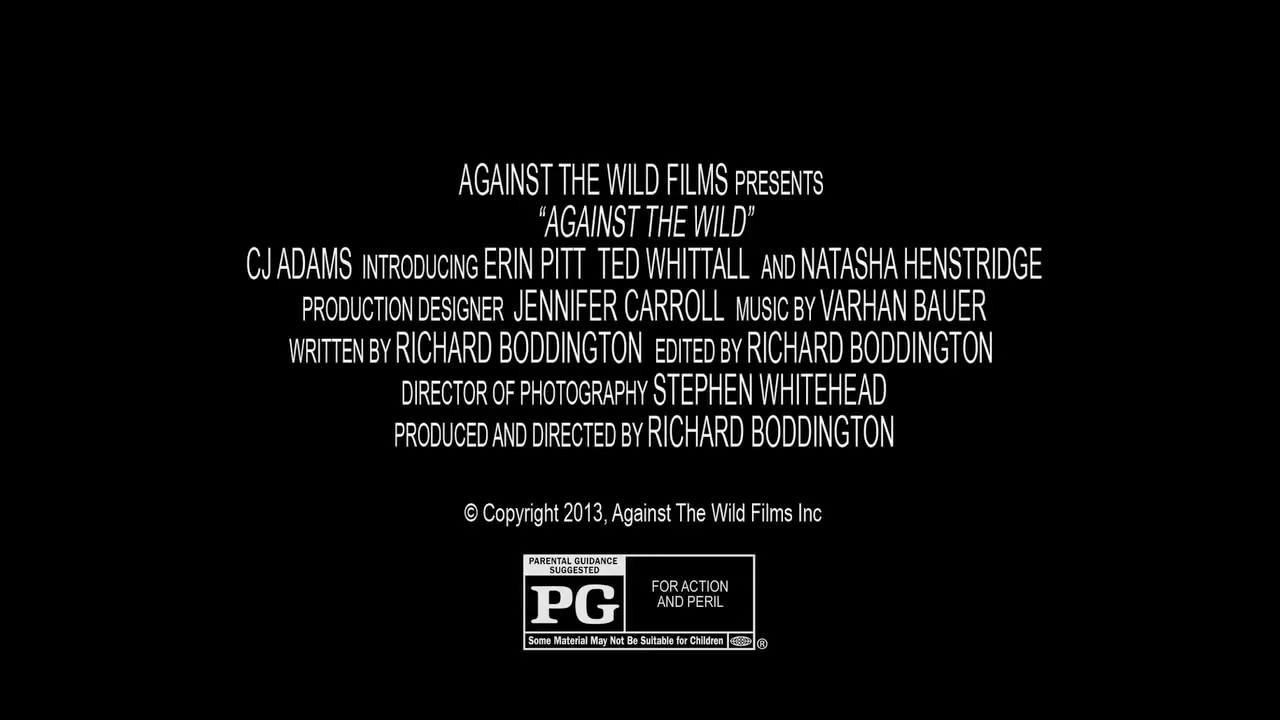 AGAINST THE WILD FILMS PRESENTS
“AGAINST THE WILD”
CJ ADAMS INTRODUCING ERIN PITT TED WHITTALL AND NATASHA HENSTRIDGE
PRODUCTION DESIGNER JENNIFER CARROLL MUSIC BY VARHAN BAUER
WRITTEN BY RICHARD BODDINGTON EDITED BY RICHARD BODDINGTON
DIRECTOR OF PHOTOGRAPHY STEPHEN WHITEHEAD
PRODUCED AND DIRECTED BY RICHARD BODDINGTON
© Copyright 2013, Against The Wild Films Inc
PARENTAL GUIDANCE
SUGGESTED
PG
FOR ACTION
AND PERIL
Some Material May Not Be Suitable for Children
®